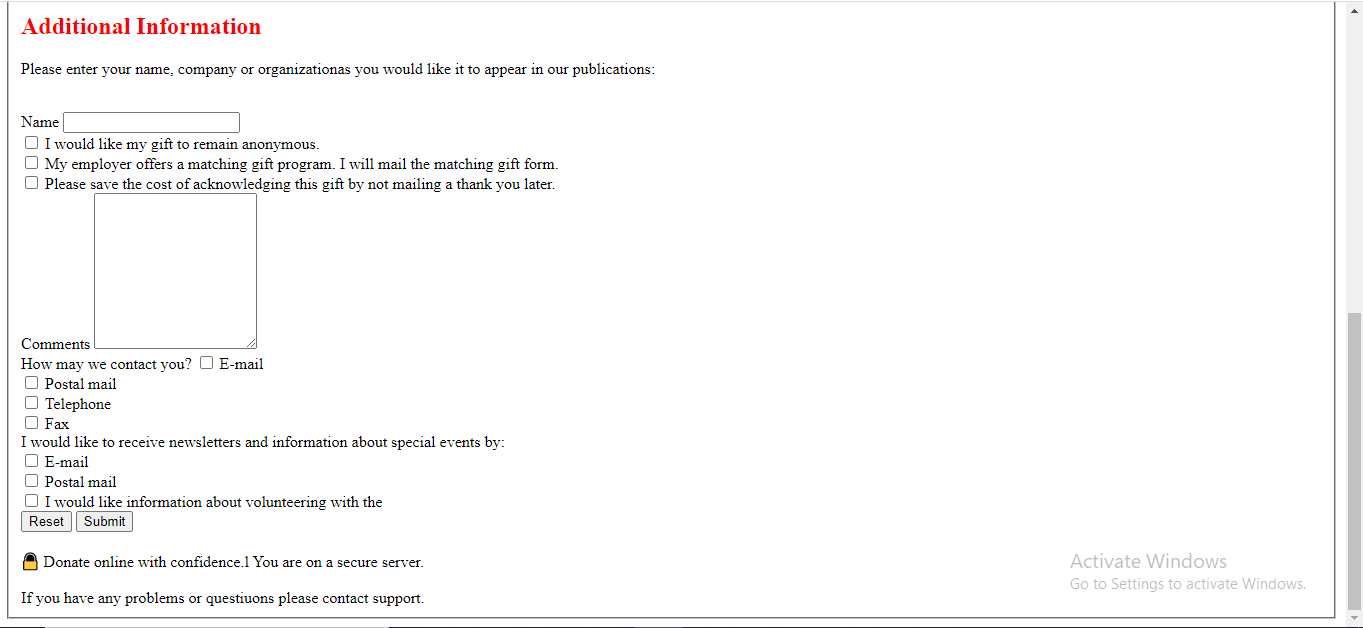 Additional Information
Please enter your name, company or organizationas you would like it to appear in our publications:
Name
I would like my gift to remain anonymous.
My employer offers a matching gift program. I will mail the matching gift form.
Please save the cost of acknowledging this gift by not mailing a thank you later.
Comments
How may we contact you? E-mail
Postal mail
Telephone
Fax
I would like to receive newsletters and information about special events by:
E-mail
Postal mail
I would like information about volunteering with the
Reset Submit
Donate online with confidence.l You are on a secure server.
If you have any problems or questiuons please contact support.
Activate Windows
Go to Settings to activate Windows.